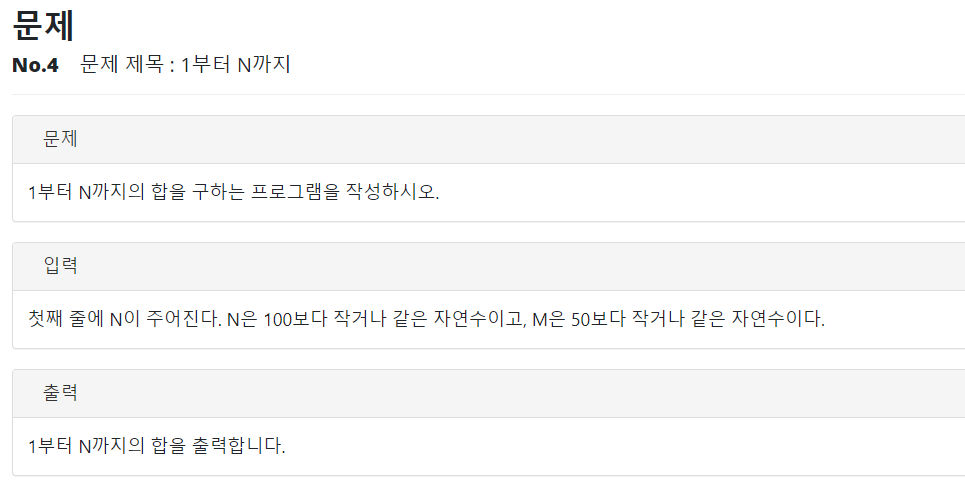 문제
No.4 문제 제목 : 1부터 N까지
문제
1부터 N까지의 합을 구하는 프로그램을 작성하시오.
입력
첫째 줄에 N이 주어진다. N은 100보다 작거나 같은 자연수이고, M은 50보다 작거나 같은 자연수이다.
출력
1부터 N까지의 합을 출력합니다.